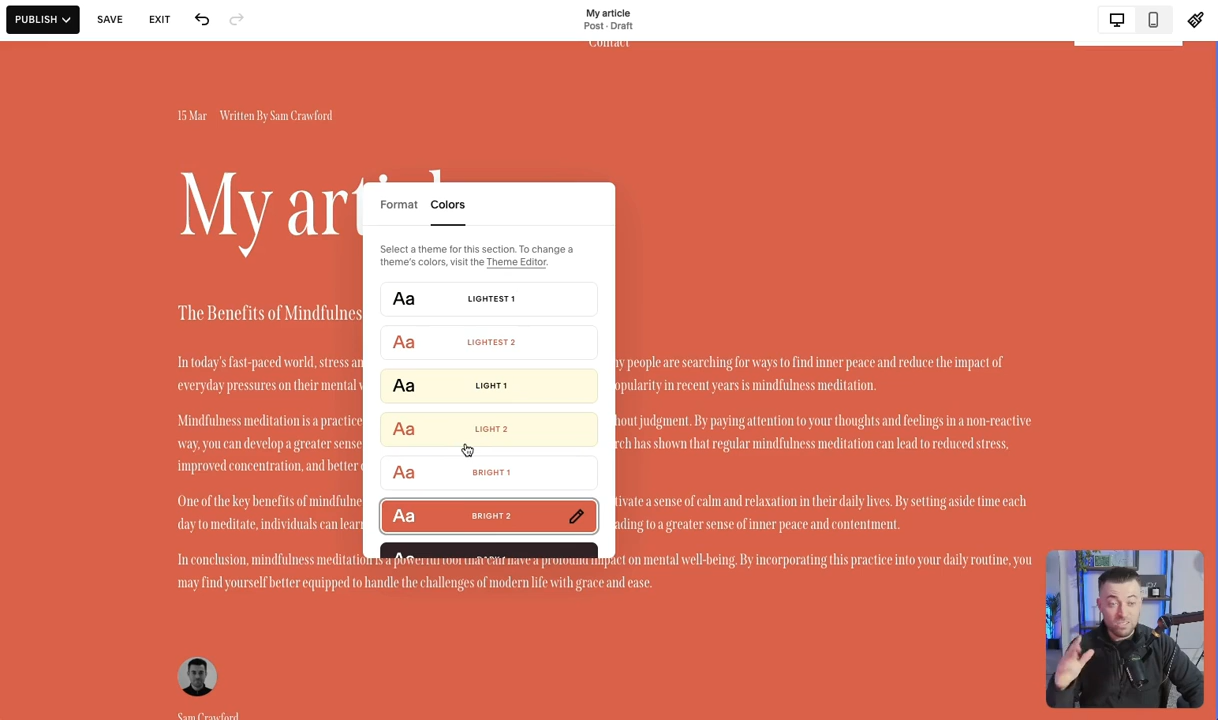 PUBLISH SAVE EXIT
My article
Post · Draft
Contact
15 Mar Written By Sam Crawford
My art
Format Colors
Select a theme for this section. To change a
theme's colors, visit the Theme Editor.
Aa LIGHTEST 1
Aa LIGHTEST 2
Aa LIGHT 1
Aa LIGHT 2
Aa BRIGHT 1
Aa BRIGHT 2
Aa
The Benefits of Mindfulnes
In today's fast-paced world, stress an
y people are searching for ways to find inner peace and reduce the impact of
everyday pressures on their mental
opularity in recent years is mindfulness meditation.
Mindfulness meditation is a practice
hout judgment. By paying attention to your thoughts and feelings in a non-reactive
way, you can develop a greater sense
rch has shown that regular mindfulness meditation can lead to reduced stress,
improved concentration, and better
One of the key benefits of mindfulne
tivate a sense of calm and relaxation in their daily lives. By setting aside time each
day to meditate, individuals can lear
ading to a greater sense of inner peace and contentment.
In conclusion, mindfulness meditation is a powerful tool that can have a profound impact on mental well-being. By incorporating this practice into your daily routine, you
may find yourself better equipped to handle the challenges of modern life with grace and ease.
Sam Crawford